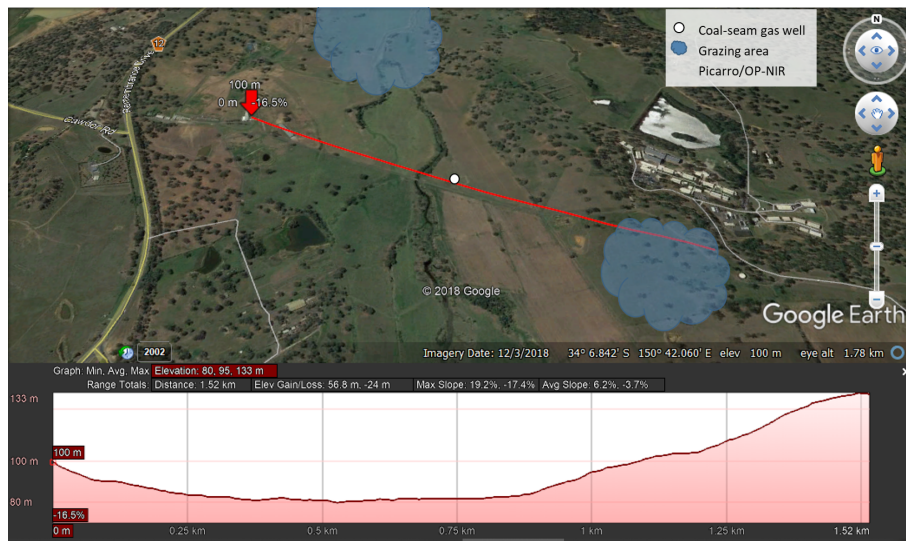 N
Coal-seam gas well
Grazing area
Picarro/OP-NIR
12
100 m
0 m -16.5%
© 2018 Google
Google Earth
2002
Imagery Date: 12/3/2018 34° 6.842' S 150° 42.060' E elev 100 m eye alt 1.78 km
Graph: Min, Avg, Max Elevation: 80, 95, 133 m
Range Totals: Distance: 1.52 km Elev Gain/Loss: 56.8 m, -24 m Max Slope: 19.2%, -17.4% Avg Slope: 6.2%, -3.7%
133 m
100 m
100 m
80 m
-16.5%
0 m 0.25 km 0.5 km 0.75 km 1 km 1.25 km 1.52 km